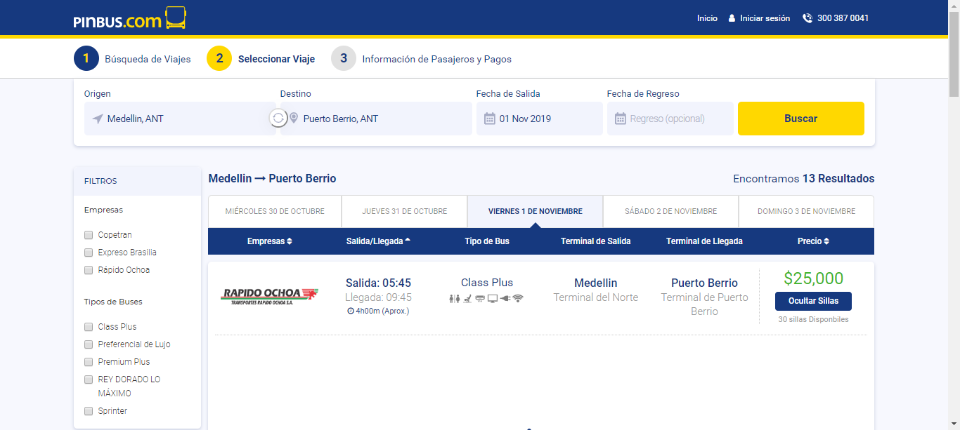 PINBUS.com
Inicio Iniciar sesión 300 387 0041
1 Búsqueda de Viajes 2 Seleccionar Viaje 3 Información de Pasajeros y Pagos
Origen Destino Fecha de Salida Fecha de Regreso
Medellin, ANT Puerto Berrio, ANT 01 Nov 2019 Regreso (opcional) Buscar
FILTROS
Empresas
Copetran
Expreso Brasilia
Rápido Ochoa
Tipos de Buses
Class Plus
Preferencial de Lujo
Premium Plus
REY DORADO LO
MÁXIMO
Sprinter
Medellin → Puerto Berrio Encontramos 13 Resultados
MIÉRCOLES 30 DE OCTUBRE JUEVES 31 DE OCTUBRE VIERNES 1 DE NOVIEMBRE SÁBADO 2 DE NOVIEMBRE DOMINGO 3 DE NOVIEMBRE
Empresas Salida/Llegada Tipo de Bus Terminal de Salida Terminal de Llegada Precio
RAPIDO OCHOA
TRANSPORTES RAPIDO OCHOA S.A.
Salida: 05:45
Llegada: 09:45
4h00m (Aprox.)
Class Plus
Medellin
Terminal del Norte
Puerto Berrio
Terminal de Puerto
Berrio
$25,000
Ocultar Sillas
30 sillas Disponibles